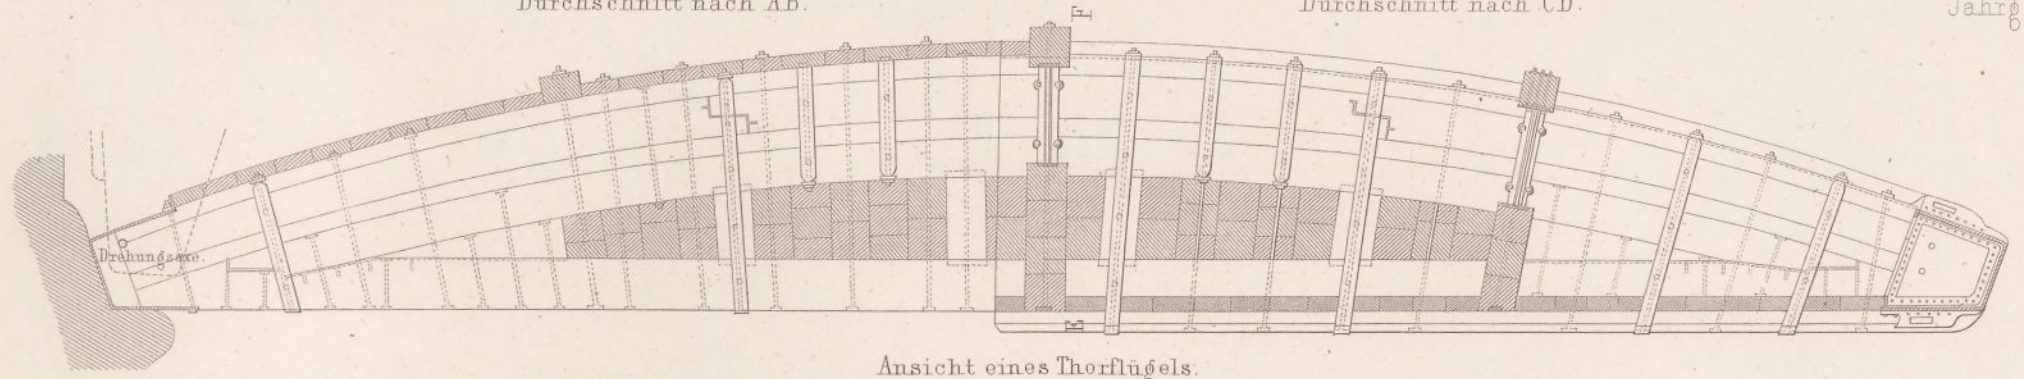 Durchschnitt nach AB.
Durchschnitt nach CD.
Jahrg
F
Drehungsaxe.
H
Ansicht eines Thorflügels.